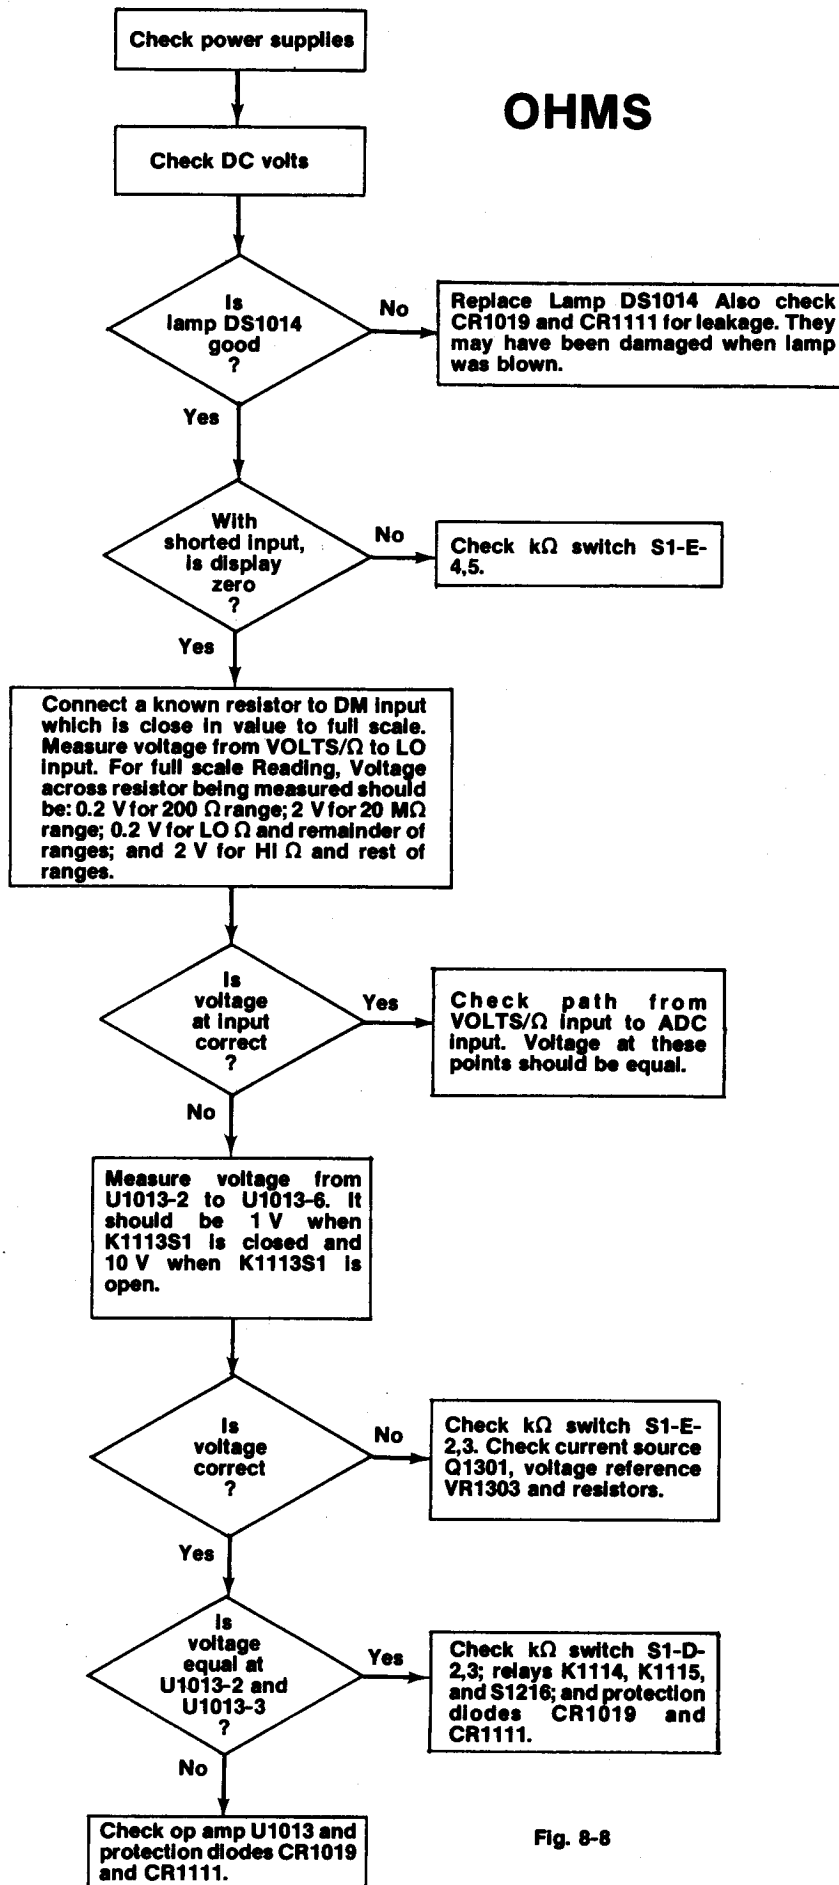 Check power supplies
OHMS
Check DC volts
Is
lamp DS1014
good
?
No
Replace Lamp DS1014 Also check
CR1019 and CR1111 for leakage. They
may have been damaged when lamp
was blown.
Yes
With
shorted input,
is display
zero
?
No
Check kΩ switch S1-E-
4,5.
Yes
Connect a known resistor to DM input
which is close in value to full scale.
Measure voltage from VOLTS/Ω to LO
input. For full scale Reading, Voltage
across resistor being measured should
be: 0.2 V for 200 Ω range; 2 V for 20 MΩ
range; 0.2 V for LO Ω and remainder of
ranges; and 2 V for HI Ω and rest of
ranges.
Is
voltage
at input
correct
?
Yes
Check path from
VOLTS/Ω input to ADC
input. Voltage at these
points should be equal.
No
Measure voltage from
U1013-2 to U1013-6. It
should be 1 V when
K1113S1 is closed and
10 V when K1113S1 is
open.
Is
voltage
correct
?
No
Check kΩ switch S1-E-
2,3. Check current source
Q1301, voltage reference
VR1303 and resistors.
Yes
Is
voltage
equal at
U1013-2 and
U1013-3
?
Yes
Check kΩ switch S1-D-
2,3; relays K1114, K1115,
and S1216; and protection
diodes CR1019 and
CR1111.
No
Check op amp U1013 and
protection diodes CR1019
and CR1111.
Fig. 8-8